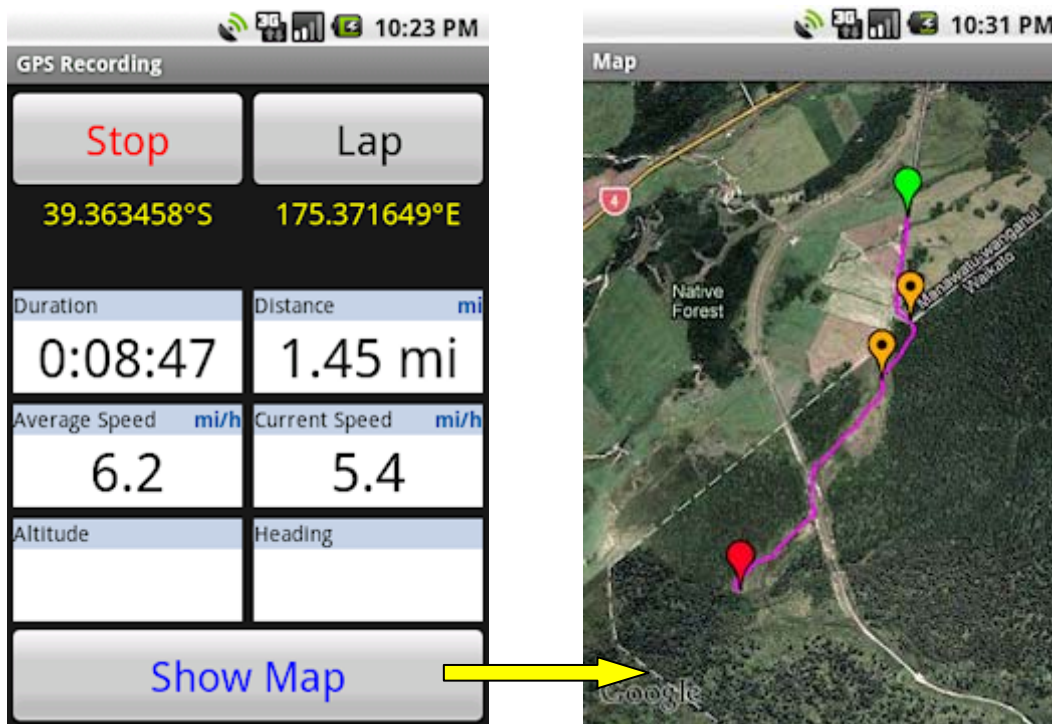 3G 10:23 PM
GPS Recording
Stop Lap
39.363458°S 175.371649°E
Duration Distance mi
0:08:47 1.45 mi
Average Speed mi/h Current Speed mi/h
6.2 5.4
Altitude Heading
Show Map
3G 10:31 PM
Map
4
Manawatu-wanganui
Waikato
Native
Forest
Google